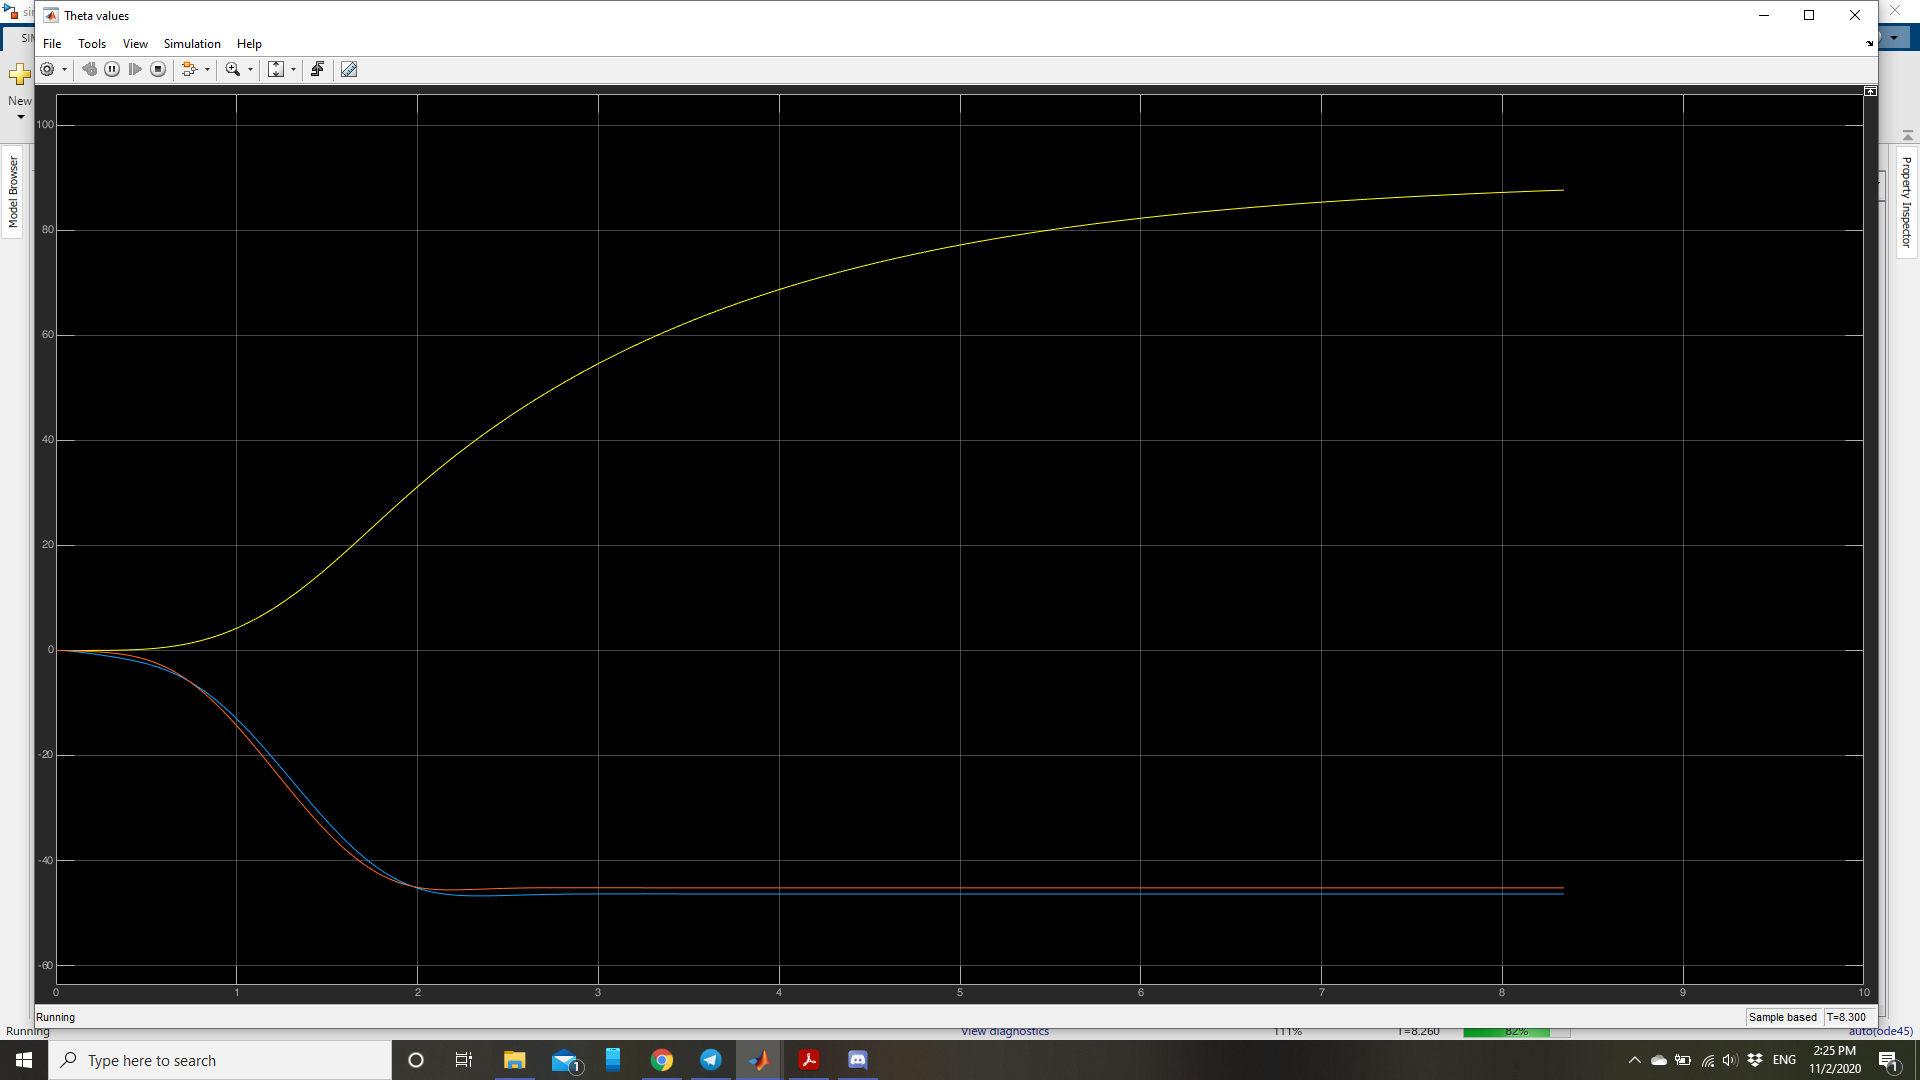 Theta values
File Tools View Simulation Help
New
Model Browser
Property Inspector
100
80
60
40
20
0
-20
-40
-60
0 1 2 3 4 5 6 7 8 9 10
Running
Sample based T=8.300
Running View diagnostics 111% T=8.260 82% auto(ode45)
Type here to search
1
ENG
2:25 PM
11/2/2020
1